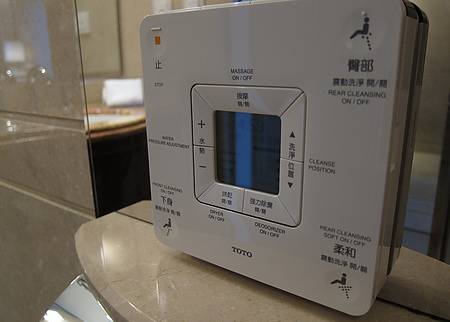 止
STOP
MASSAGE
ON / OFF
按摩
開/關
臀部
震動洗淨 開/關
REAR CLEANSING
ON / OFF
WATER
PRESSURE ADJUSTMENT
+
水
勢
−
▲
洗
淨
位
置
▼
CLEANSE
POSITION
FRONT CLEANSING
ON / OFF
下身
震動洗淨 開/關
烘乾
開/關
強力除臭
開/關
DRYER
ON / OFF
DEODORIZER
ON / OFF
REAR CLEANSING
SOFT ON / OFF
柔和
震動洗淨 開/關
TOTO